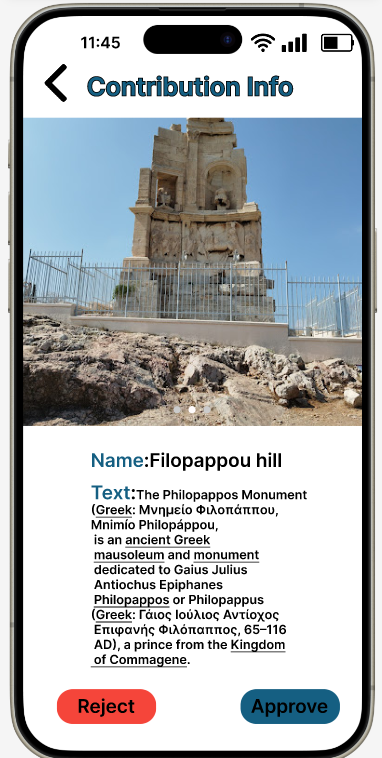 11:45
Contribution Info
Name:Filopappou hill
Text:The Philopappos Monument
(Greek: Μνημείο Φιλοπάππου,
Mnimío Philopáppou,
is an ancient Greek
mausoleum and monument
dedicated to Gaius Julius
Antiochus Epiphanes
Philopappos or Philopappus
(Greek: Γάιος Ιούλιος Αντίοχος
Επιφανής Φιλόπαππος, 65–116
AD), a prince from the Kingdom
of Commagene.
Reject
Approve